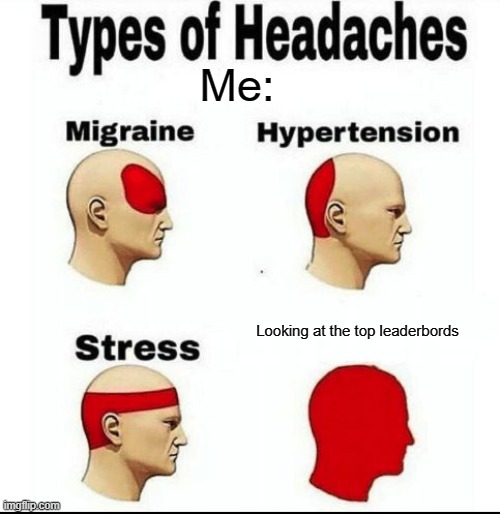 Types of Headaches
Me:
Migraine
Hypertension
Stress
Looking at the top leaderbords
imgflip.com